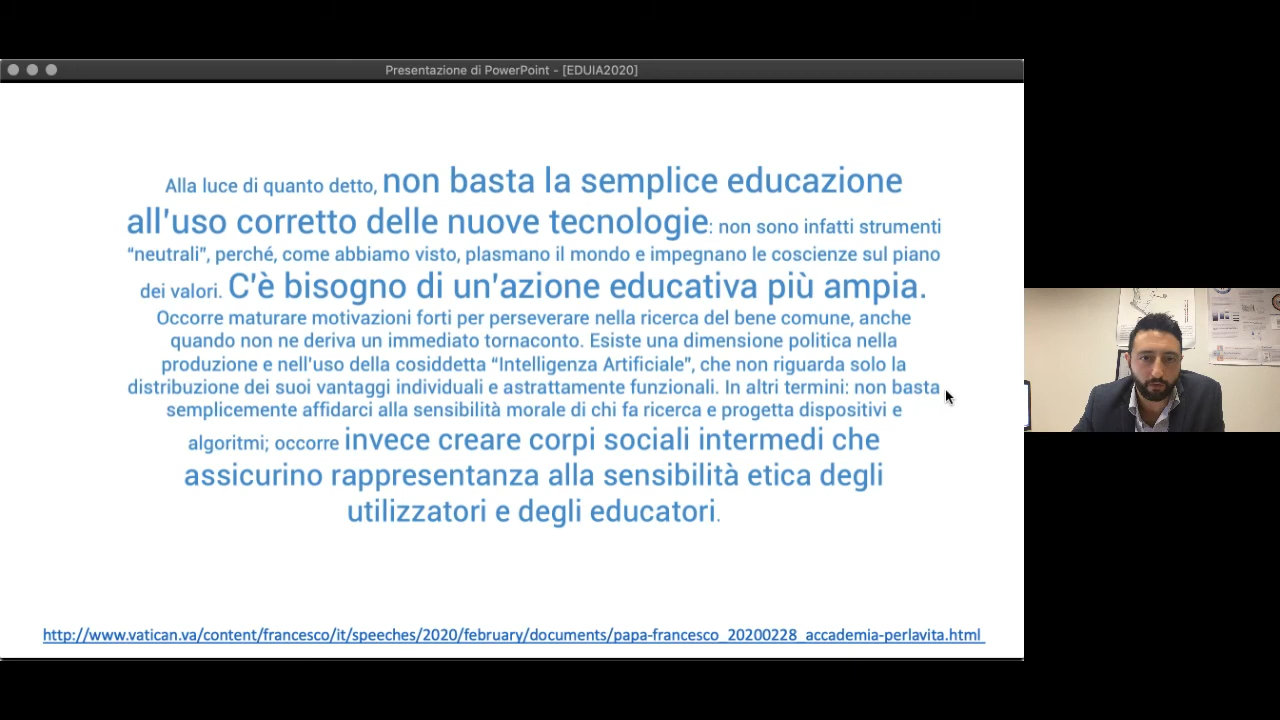 Presentazione di PowerPoint - [EDUIA2020]
Alla luce di quanto detto, non basta la semplice educazione
all'uso corretto delle nuove tecnologie: non sono infatti strumenti
“neutrali”, perché, come abbiamo visto, plasmano il mondo e impegnano le coscienze sul piano
dei valori. C'è bisogno di un'azione educativa più ampia.
Occorre maturare motivazioni forti per perseverare nella ricerca del bene comune, anche
quando non ne deriva un immediato tornaconto. Esiste una dimensione politica nella
produzione e nell'uso della cosiddetta “Intelligenza Artificiale”, che non riguarda solo la
distribuzione dei suoi vantaggi individuali e astrattamente funzionali. In altri termini: non basta
semplicemente affidarci alla sensibilità morale di chi fa ricerca e progetta dispositivi e
algoritmi; occorre invece creare corpi sociali intermedi che
assicurino rappresentanza alla sensibilità etica degli
utilizzatori e degli educatori.
http://www.vatican.va/content/francesco/it/speeches/2020/february/documents/papa-francesco_20200228_accademia-perlavita.html